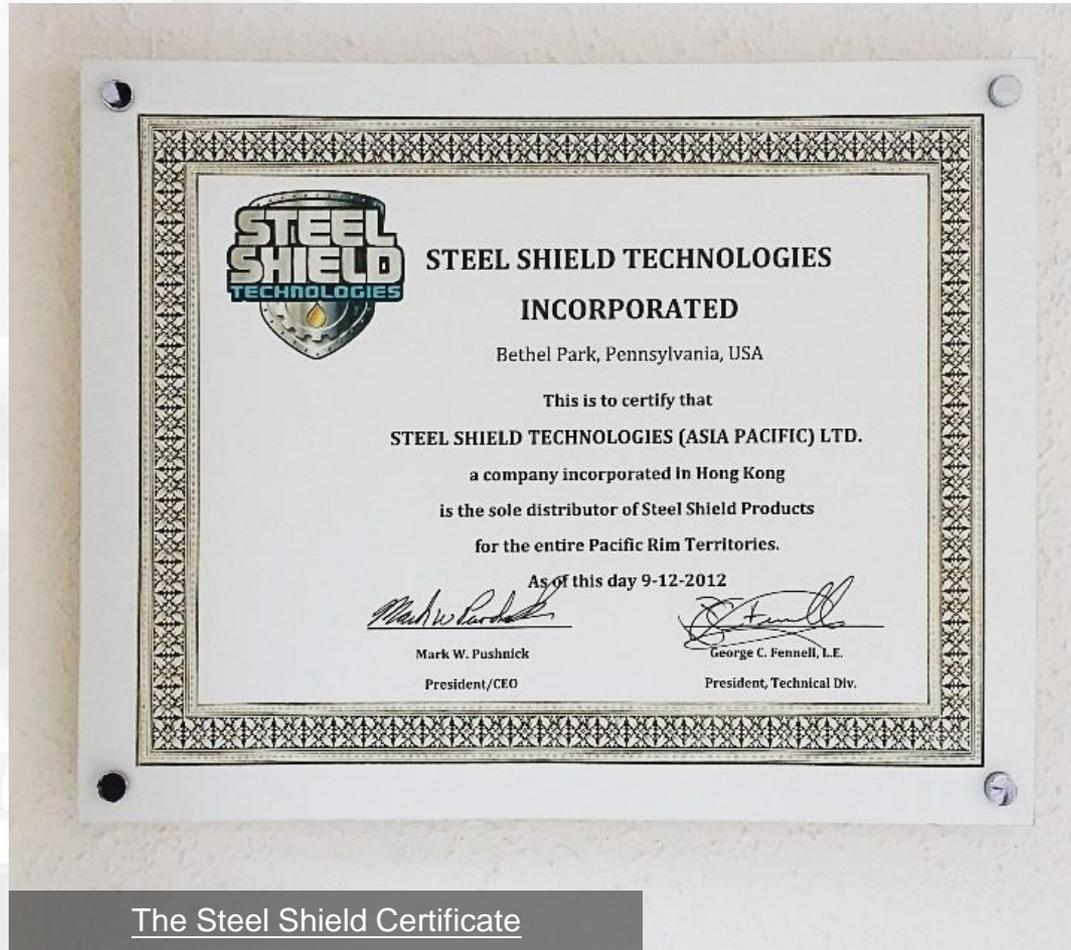 STEEL
SHIELD
TECHNOLOGIES
STEEL SHIELD TECHNOLOGIES
INCORPORATED
Bethel Park, Pennsylvania, USA
This is to certify that
STEEL SHIELD TECHNOLOGIES (ASIA PACIFIC) LTD.
a company incorporated in Hong Kong
is the sole distributor of Steel Shield Products
for the entire Pacific Rim Territories.
As of this day 9-12-2012
Mark W. Pushnick
George C. Fennell, L.E.
President/CEO
President, Technical Div.
The Steel Shield Certificate